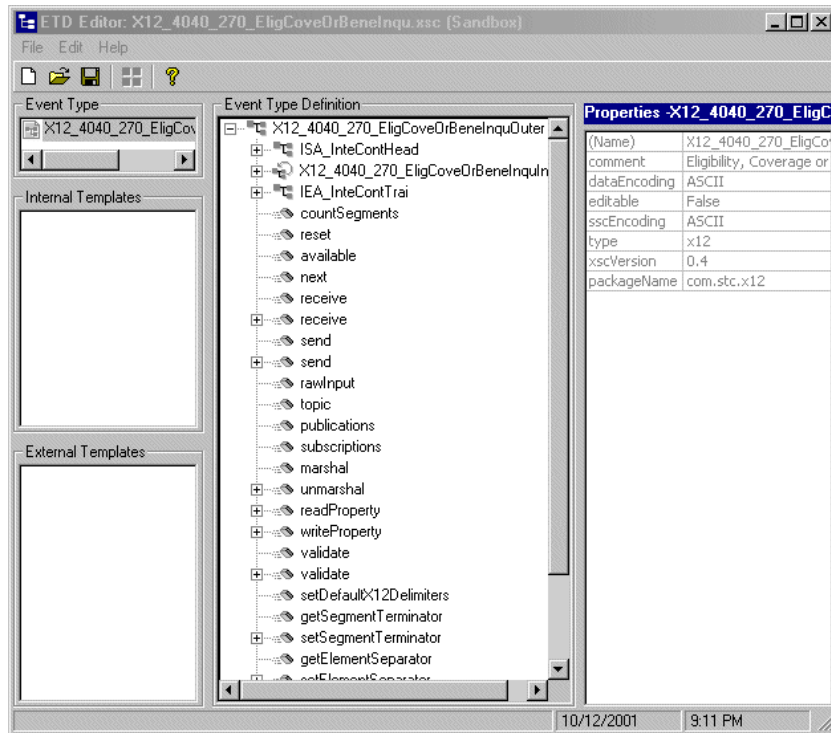 ETD Editor: X12_4040_270_EligCoveOrBeneInqu.xsc (Sandbox)
File Edit Help
Event Type
X12_4040_270_EligCov
Internal Templates
External Templates
Event Type Definition
X12_4040_270_EligCoveOrBeneInquOuter
ISA_InteContHead
X12_4040_270_EligCoveOrBeneInquIn
IEA_InteContTrai
countSegments
reset
available
next
receive
receive
send
send
rawInput
topic
publications
subscriptions
marshal
unmarshal
readProperty
writeProperty
validate
validate
setDefaultX12Delimiters
getSegmentTerminator
setSegmentTerminator
getElementSeparator
setElementSeparator
Properties -X12_4040_270_EligC
(Name) X12_4040_270_EligCov
comment Eligibility, Coverage or
dataEncoding ASCII
editable False
sscEncoding ASCII
type x12
xscVersion 0.4
packageName com.stc.x12
10/12/2001 9:11 PM